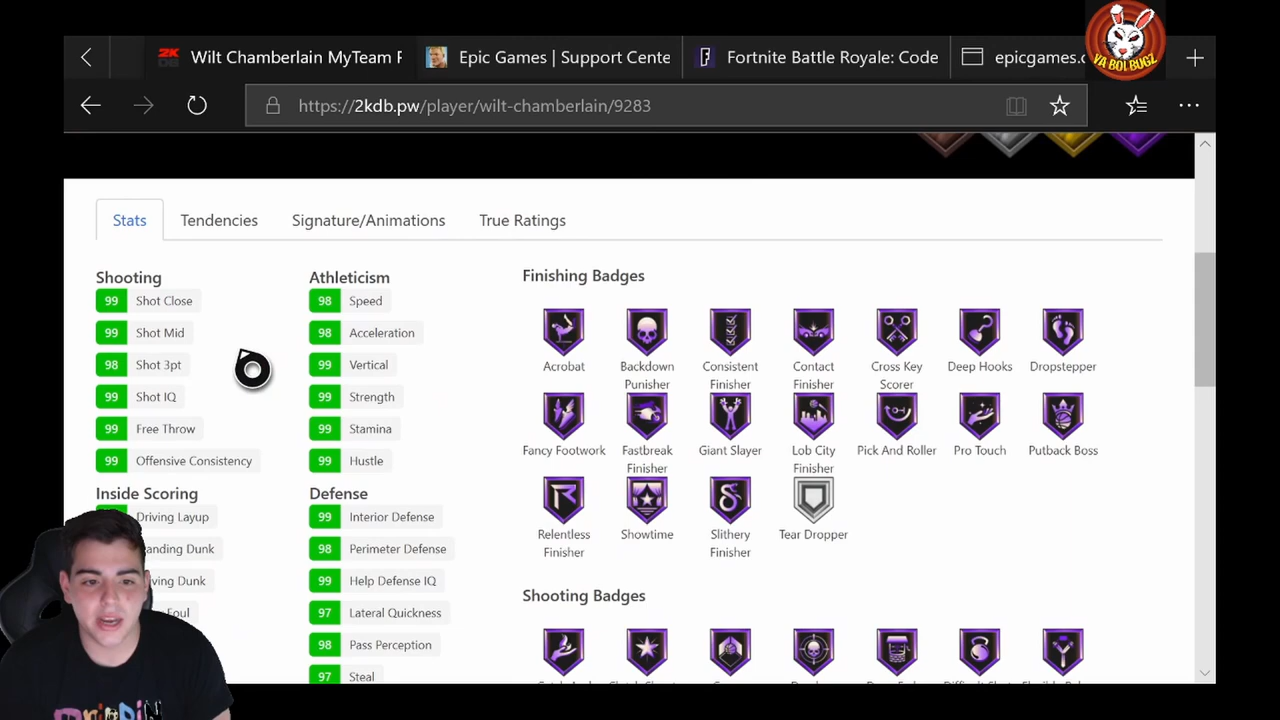 YA BOI BUGZ
2K DB Wilt Chamberlain MyTeam
Epic Games | Support Cente
Fortnite Battle Royale: Code
epicgames.c
https://2kdb.pw/player/wilt-chamberlain/9283
Stats Tendencies Signature/Animations True Ratings
Shooting
99 Shot Close
99 Shot Mid
98 Shot 3pt
99 Shot IQ
99 Free Throw
99 Offensive Consistency
Inside Scoring
Driving Layup
anding Dunk
ving Dunk
Foul
Athleticism
98 Speed
98 Acceleration
99 Vertical
99 Strength
99 Stamina
99 Hustle
Defense
99 Interior Defense
98 Perimeter Defense
99 Help Defense IQ
97 Lateral Quickness
98 Pass Perception
97 Steal
Finishing Badges
Acrobat
Backdown Punisher
Consistent Finisher
Contact Finisher
Cross Key Scorer
Deep Hooks
Dropstepper
Fancy Footwork
Fastbreak Finisher
Giant Slayer
Lob City Finisher
Pick And Roller
Pro Touch
Putback Boss
Relentless Finisher
Showtime
Slithery Finisher
Tear Dropper
Shooting Badges